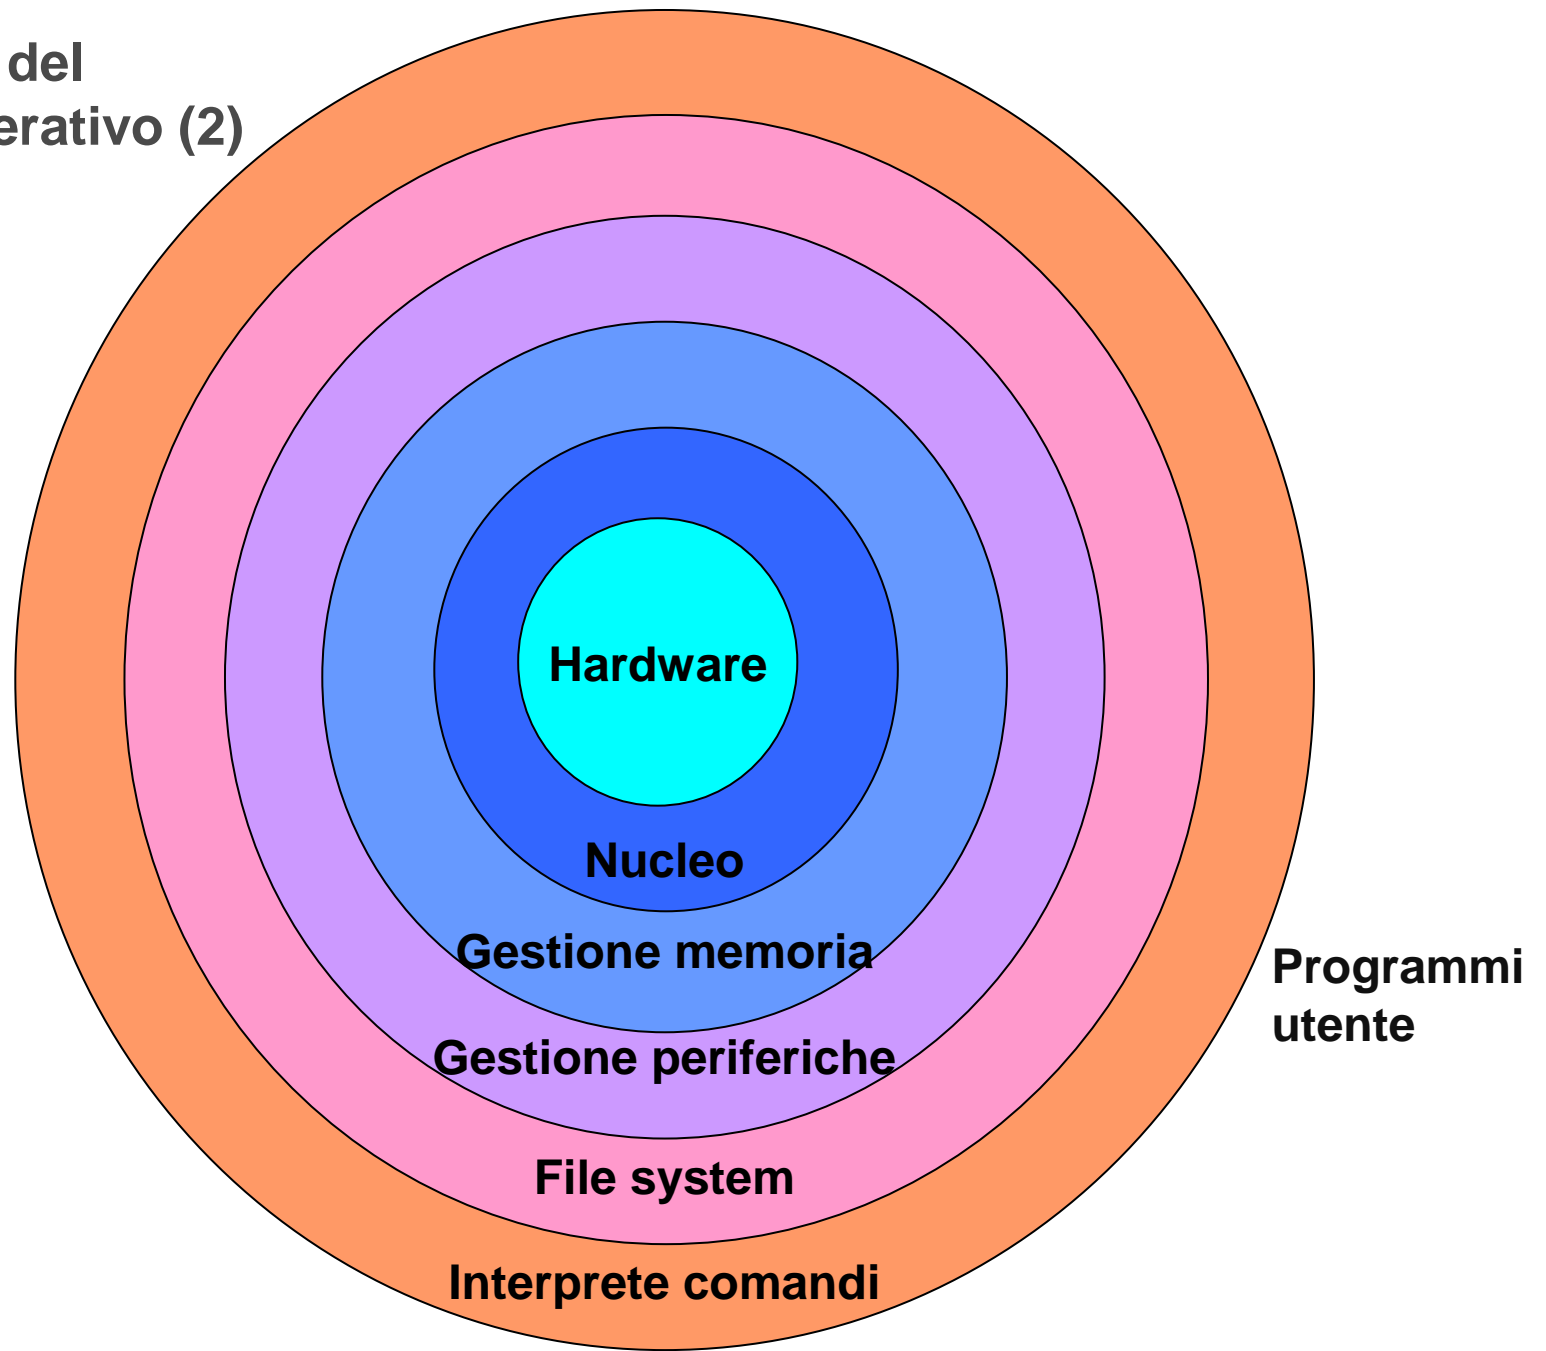 del
erativo (2)
Hardware
Nucleo
Gestione memoria
Programmi
utente
Gestione periferiche
File system
Interprete comandi